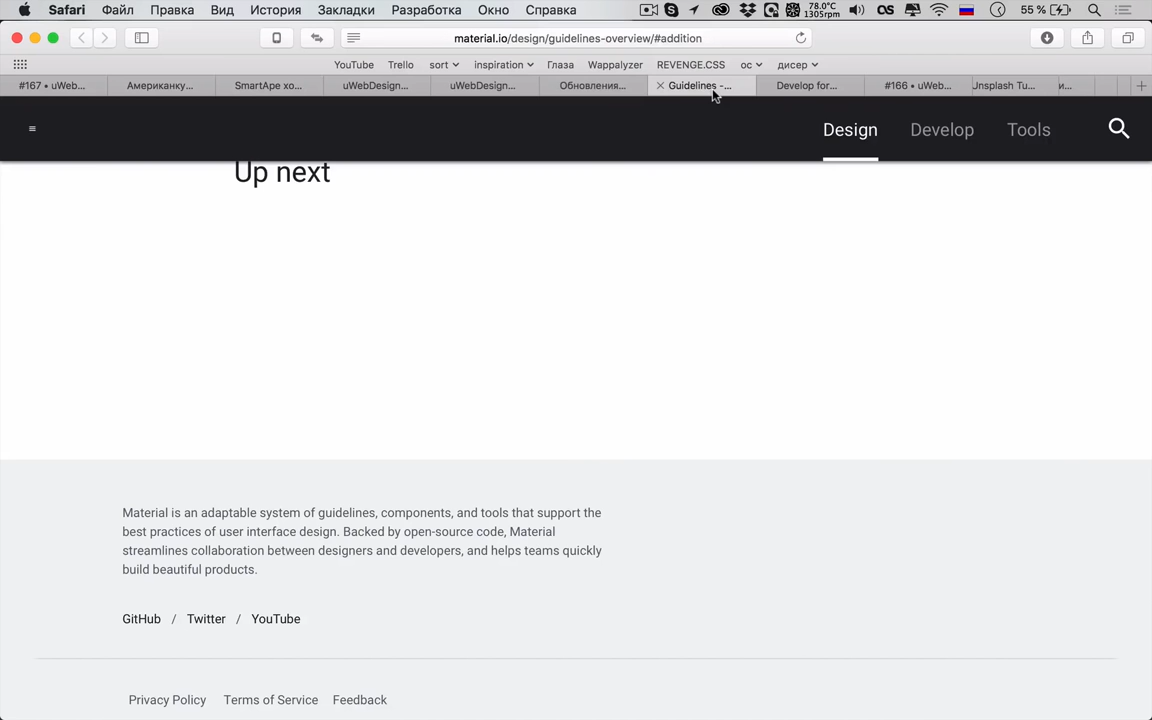 Safari Файл Правка Вид История Закладки Разработка Окно Справка 78.0°C 1305rpm 55 %
material.io/design/guidelines-overview/#addition
YouTube Trello sort inspiration Глаза Wappalyzer REVENGE.CSS ос дисер
#167 • uWeb... Американку... SmartApe хо... uWebDesign... uWebDesign... Обновления... Guidelines -... Develop for... #166 • uWeb... Unsplash Tu... и...
Design Develop Tools
Up next
Material is an adaptable system of guidelines, components, and tools that support the
best practices of user interface design. Backed by open-source code, Material
streamlines collaboration between designers and developers, and helps teams quickly
build beautiful products.
GitHub / Twitter / YouTube
Privacy Policy Terms of Service Feedback